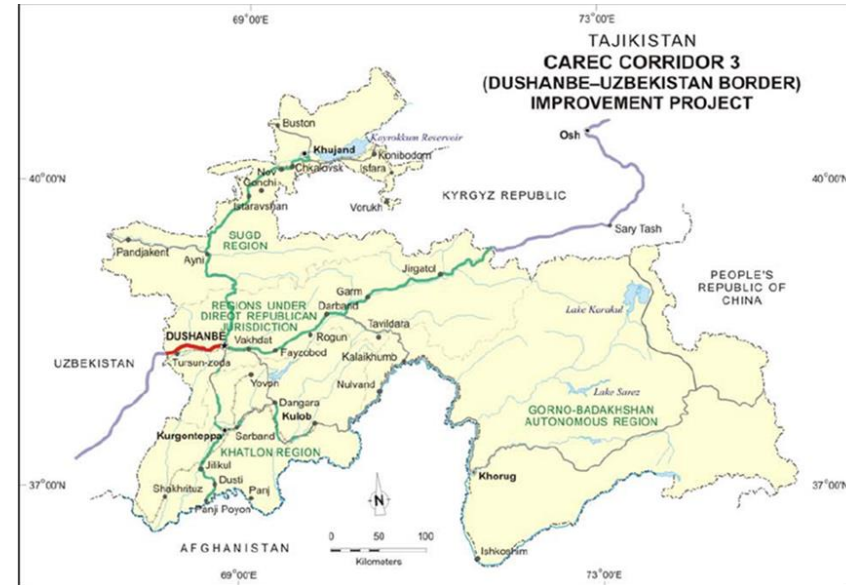 69°00'E
73°00'E
TAJIKISTAN
CAREC CORRIDOR 3
(DUSHANBE–UZBEKISTAN BORDER)
IMPROVEMENT PROJECT
Buston
Osh
Khujand
Kayrokkum Reservoir
Konibodom
Nov
Chkalovsk
Isfara
40°00'N
40°00'N
Gonchi
Istaravshan
Vorukh
KYRGYZ REPUBLIC
Sary Tash
SUGD
REGION
Pandjakent
Ayni
Jirgatol
PEOPLE'S
REPUBLIC OF
CHINA
Garm
REGIONS UNDER
DIRECT REPUBLICAN
JURISDICTION
Darband
Lake Karakul
Tavildara
DUSHANBE
Vakhdat
Rogun
Fayzobod
Kalaikhumb
UZBEKISTAN
Tursun-zoda
Yovon
Nulvand
Lake Sarez
Dangara
Kulob
GORNO-BADAKHSHAN
AUTONOMOUS REGION
Kurgenteppa
Sarband
KHATLON REGION
Jilikul
Khorug
Dusti
37°00'N
37°00'N
Shakhrituz
Panj
N
Panji Poyon
0 50 100
Kilometers
AFGHANISTAN
Ishkoshim
69°00'E
73°00'E